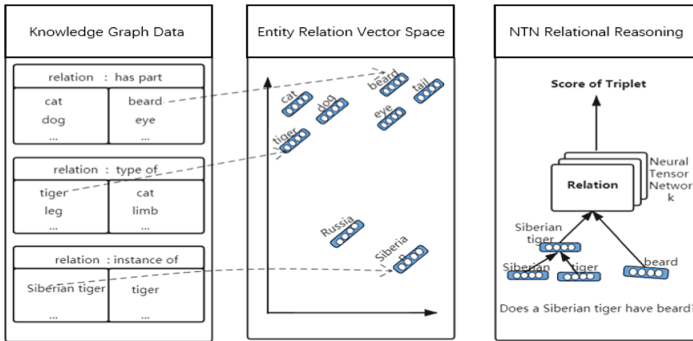 Knowledge Graph Data
relation : has part
cat beard
dog eye
... ...
relation : type of
tiger cat
leg limb
... ...
relation : instance of
Siberian tiger tiger
... ...
Entity Relation Vector Space
cat
dog
beard
tail
eye
tiger
Russia
Siberia
n
NTN Relational Reasoning
Score of Triplet
Neural
Tensor
Networ
k
Relation
Siberian
tiger
Siberian
tiger
beard
Does a Siberian tiger have beard?